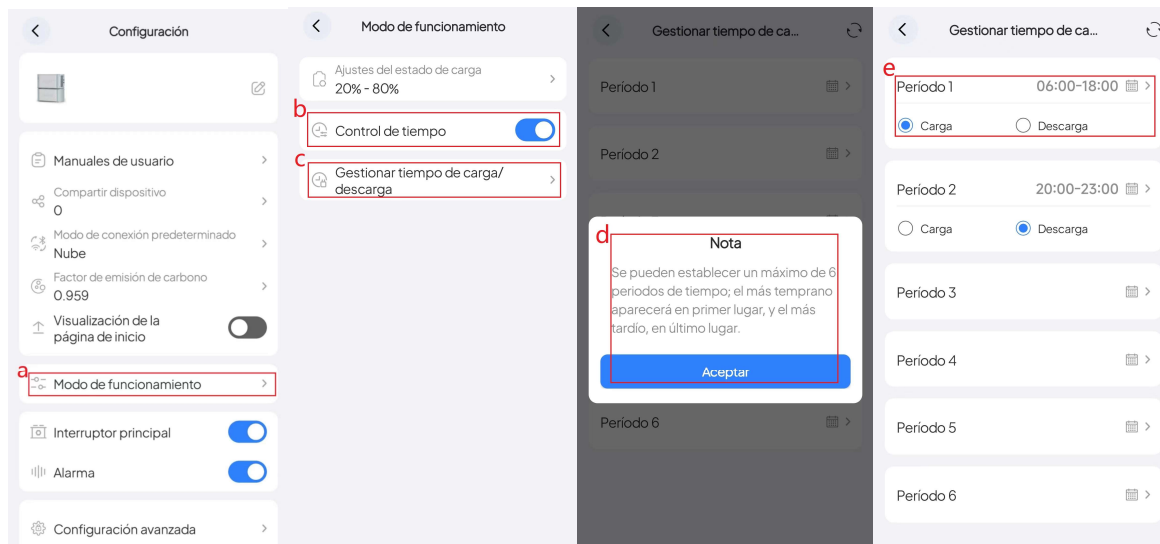 Configuración
Manuales de usuario
Compartir dispositivo
0
Modo de conexión predeterminado
Nube
Factor de emisión de carbono
0.959
Visualización de la
página de inicio
a
Modo de funcionamiento
Interruptor principal
Alarma
Configuración avanzada
Modo de funcionamiento
Ajustes del estado de carga
20% - 80%
b
Control de tiempo
c
Gestionar tiempo de carga/
descarga
Gestionar tiempo de ca...
Período 1
Período 2
d
Nota
Se pueden establecer un máximo de 6
periodos de tiempo; el más temprano
aparecerá en primer lugar, y el más
tardío, en último lugar.
Aceptar
Período 6
Gestionar tiempo de ca...
e
Período 1 06:00-18:00
Carga Descarga
Período 2 20:00-23:00
Carga Descarga
Período 3
Período 4
Período 5
Período 6